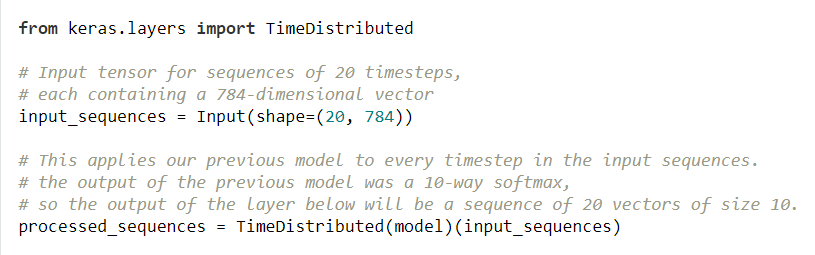 from keras.layers import TimeDistributed
# Input tensor for sequences of 20 timesteps,
# each containing a 784-dimensional vector
input_sequences = Input(shape=(20, 784))
# This applies our previous model to every timestep in the input sequences.
# the output of the previous model was a 10-way softmax,
# so the output of the layer below will be a sequence of 20 vectors of size 10.
processed_sequences = TimeDistributed(model)(input_sequences)